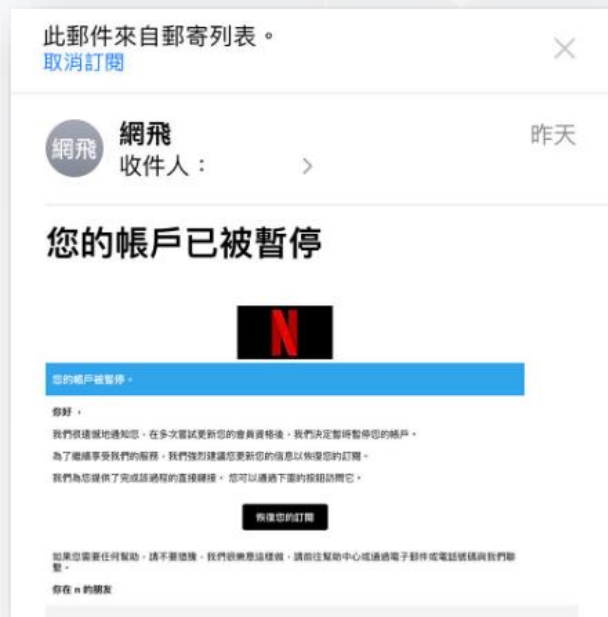 此郵件來自郵寄列表。
取消訂閱
網飛
網飛
昨天
收件人：
您的帳戶已被暫停
N
您的帳戶被暫停。
你好，
我們很遺憾地通知您，在多次嘗試更新您的會員資格後，我們決定暫時暫停您的帳戶。
為了繼續享受我們的服務，我們強烈建議您更新您的信息以恢復您的訂閱。
我們為您提供了完成該過程的直接鏈接。 您可以通過下面的按鈕訪問它。
恢復您的訂閱
如果您需要任何幫助，請不要猶豫，我們很樂意這樣做，請前往幫助中心或通過電子郵件或電話號碼與我們聯
繫。
你在 n 的朋友